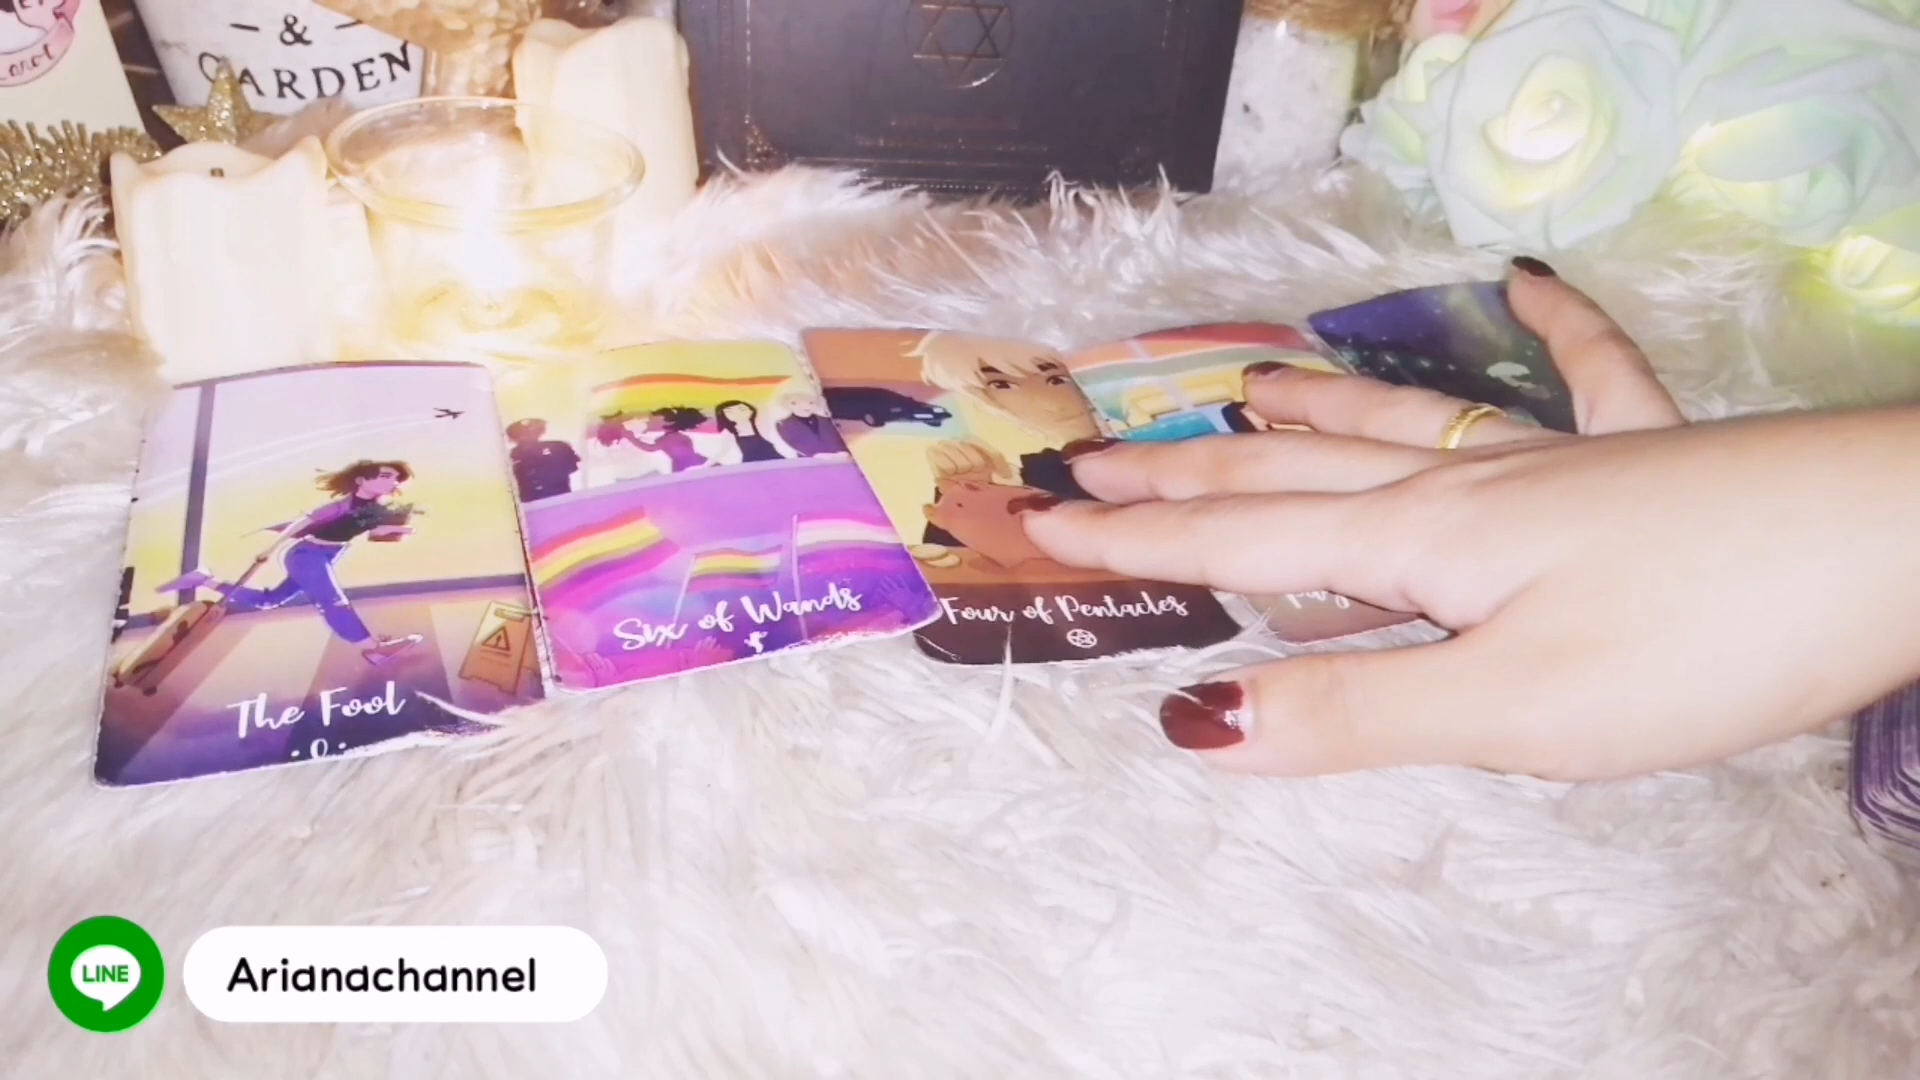 &
GARDEN
The Fool
Six of Wands
Four of Pentacles
LINE
Arianachannel